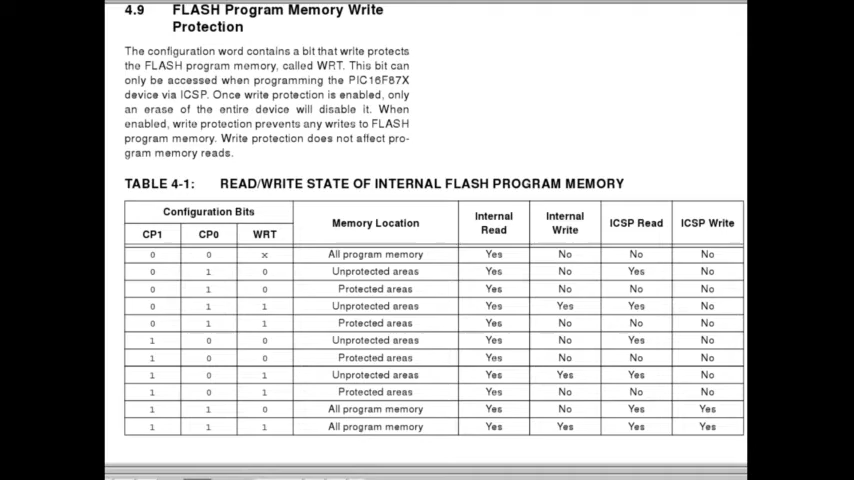 4.9 FLASH Program Memory Write
Protection
The configuration word contains a bit that write protects
the FLASH program memory, called WRT. This bit can
only be accessed when programming the PIC16F87X
device via ICSP. Once write protection is enabled, only
an erase of the entire device will disable it. When
enabled, write protection prevents any writes to FLASH
program memory. Write protection does not affect pro-
gram memory reads.
TABLE 4-1: READ/WRITE STATE OF INTERNAL FLASH PROGRAM MEMORY
Configuration Bits Memory Location Internal Read Internal Write ICSP Read ICSP Write
CP1 CP0 WRT
0 0 x All program memory Yes No No No
0 1 0 Unprotected areas Yes No Yes No
0 1 0 Protected areas Yes No No No
0 1 1 Unprotected areas Yes Yes Yes No
0 1 1 Protected areas Yes No No No
1 0 0 Unprotected areas Yes No Yes No
1 0 0 Protected areas Yes No No No
1 0 1 Unprotected areas Yes Yes Yes No
1 0 1 Protected areas Yes No No No
1 1 0 All program memory Yes No Yes Yes
1 1 1 All program memory Yes Yes Yes Yes